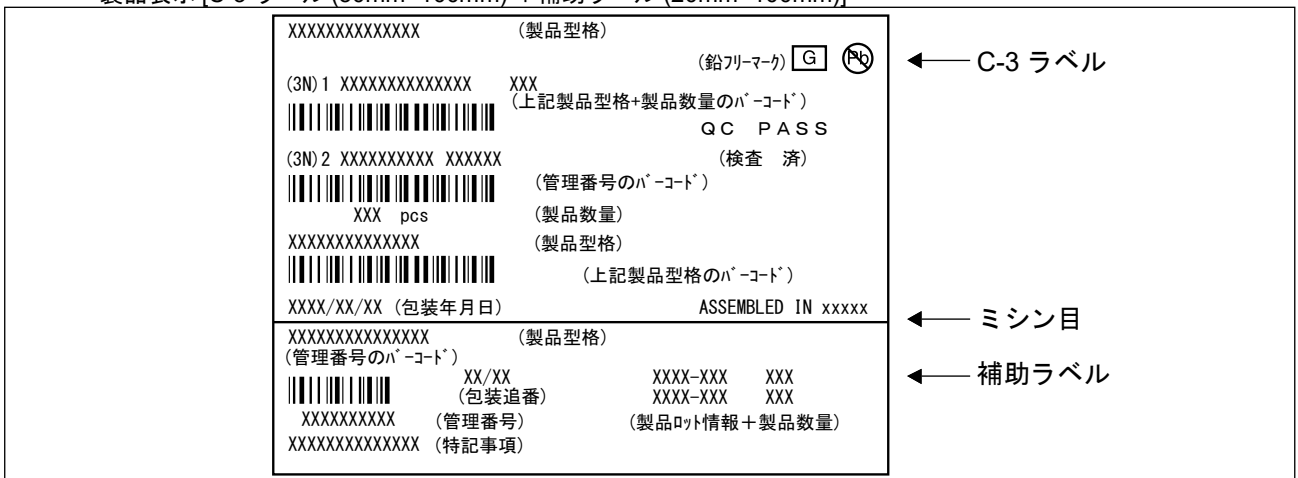 XXXXXXXXXXXXXX (製品型格)
(鉛フリーマーク) G Pb
C-3 ラベル
(3N)1 XXXXXXXXXXXXXX XXX
(上記製品型格+製品数量のバーコード)
QC PASS
(3N)2 XXXXXXXXXX XXXXXX (検査 済)
(管理番号のバーコード)
XXX pcs (製品数量)
XXXXXXXXXXXXXX (製品型格)
(上記製品型格のバーコード)
XXXX/XX/XX (包装年月日) ASSEMBLED IN xxxxx
ミシン目
XXXXXXXXXXXXXXX (製品型格)
(管理番号のバーコード)
補助ラベル
XX/XX XXXX-XXX XXX
(包装追番) XXXX-XXX XXX
XXXXXXXXXX (管理番号) (製品ロット情報+製品数量)
XXXXXXXXXXXXXX (特記事項)